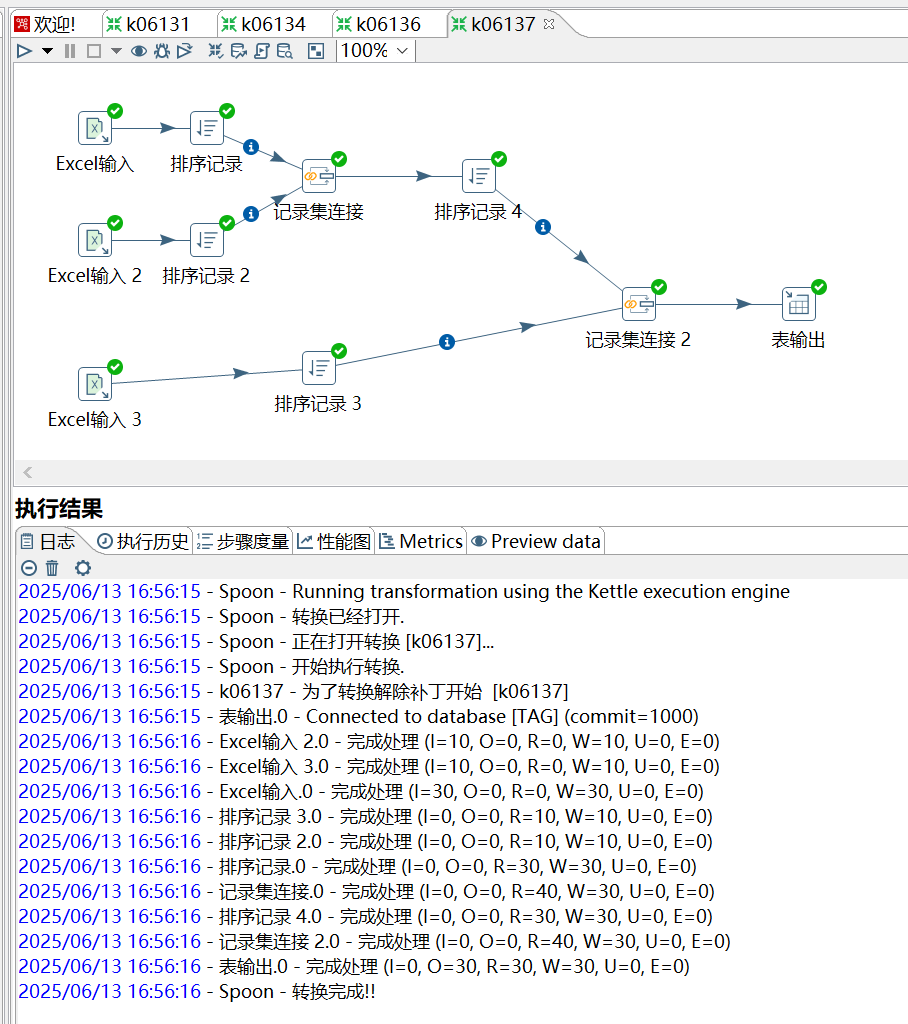 欢迎!
k06131
k06134
k06136
k06137
100%
Excel输入
排序记录
记录集连接
排序记录 4
Excel输入 2
排序记录 2
记录集连接 2
表输出
Excel输入 3
排序记录 3
执行结果
日志
执行历史
步骤度量
性能图
Metrics
Preview data
2025/06/13 16:56:15 - Spoon - Running transformation using the Kettle execution engine
2025/06/13 16:56:15 - Spoon - 转换已经打开.
2025/06/13 16:56:15 - Spoon - 正在打开转换 [k06137]...
2025/06/13 16:56:15 - Spoon - 开始执行转换.
2025/06/13 16:56:15 - k06137 - 为了转换解除补丁开始  [k06137]
2025/06/13 16:56:15 - 表输出.0 - Connected to database [TAG] (commit=1000)
2025/06/13 16:56:16 - Excel输入 2.0 - 完成处理 (I=10, O=0, R=0, W=10, U=0, E=0)
2025/06/13 16:56:16 - Excel输入 3.0 - 完成处理 (I=10, O=0, R=0, W=10, U=0, E=0)
2025/06/13 16:56:16 - Excel输入.0 - 完成处理 (I=30, O=0, R=0, W=30, U=0, E=0)
2025/06/13 16:56:16 - 排序记录 3.0 - 完成处理 (I=0, O=0, R=10, W=10, U=0, E=0)
2025/06/13 16:56:16 - 排序记录 2.0 - 完成处理 (I=0, O=0, R=10, W=10, U=0, E=0)
2025/06/13 16:56:16 - 排序记录.0 - 完成处理 (I=0, O=0, R=30, W=30, U=0, E=0)
2025/06/13 16:56:16 - 记录集连接.0 - 完成处理 (I=0, O=0, R=40, W=30, U=0, E=0)
2025/06/13 16:56:16 - 排序记录 4.0 - 完成处理 (I=0, O=0, R=30, W=30, U=0, E=0)
2025/06/13 16:56:16 - 记录集连接 2.0 - 完成处理 (I=0, O=0, R=40, W=30, U=0, E=0)
2025/06/13 16:56:16 - 表输出.0 - 完成处理 (I=0, O=30, R=30, W=30, U=0, E=0)
2025/06/13 16:56:16 - Spoon - 转换完成!!